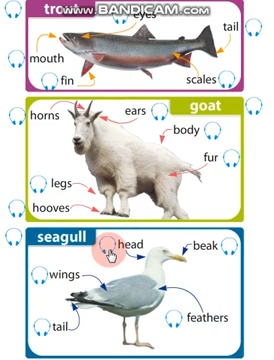 www.BANDICAM.com
eyes
tail
mouth
fin
scales
goat
horns
ears
body
fur
legs
hooves
seagull
head
beak
wings
feathers
tail